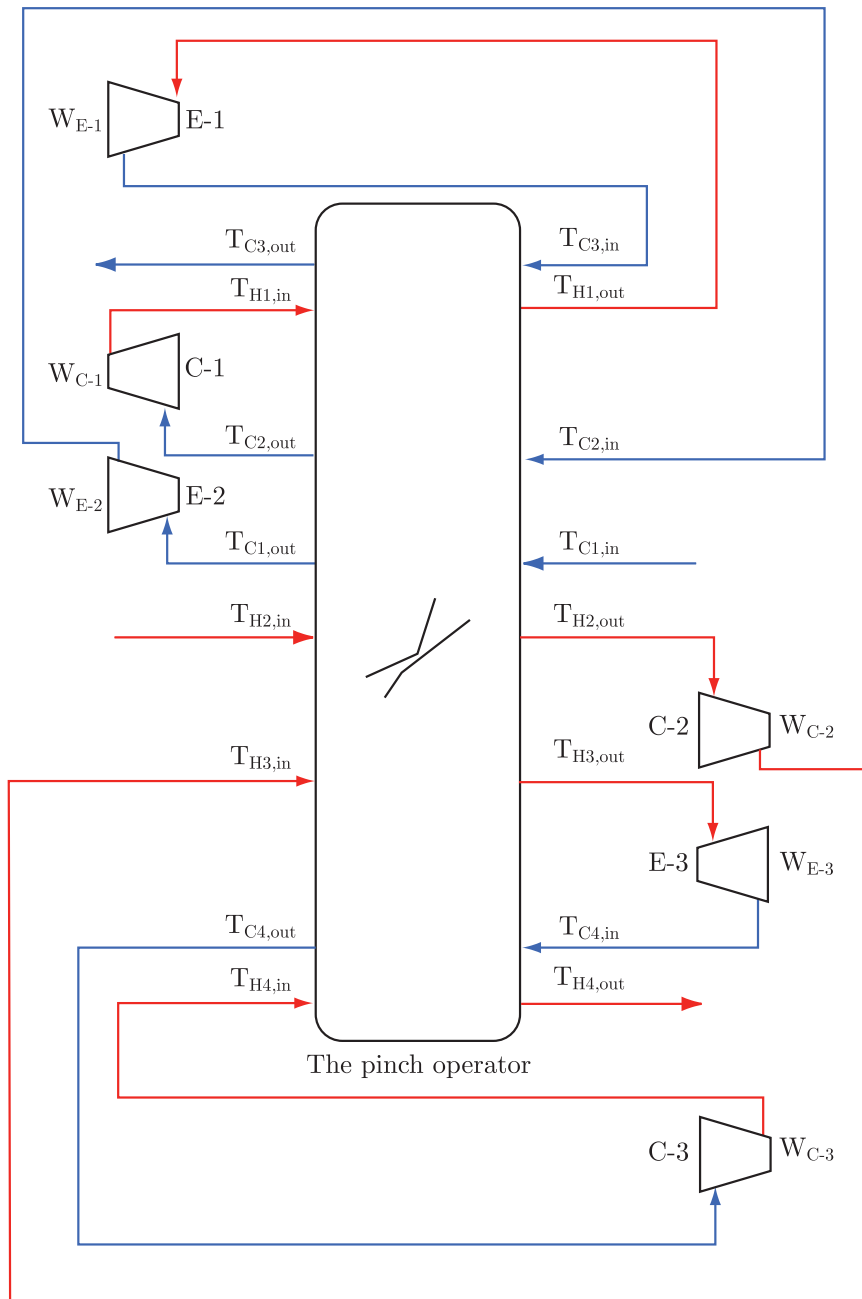 W_E-1 E-1
T_C3,out T_C3,in
T_H1,in T_H1,out
W_C-1 C-1
T_C2,out T_C2,in
W_E-2 E-2
T_C1,out T_C1,in
T_H2,in T_H2,out
C-2 W_C-2
T_H3,in T_H3,out
E-3 W_E-3
T_C4,out T_C4,in
T_H4,in T_H4,out
The pinch operator
C-3 W_C-3